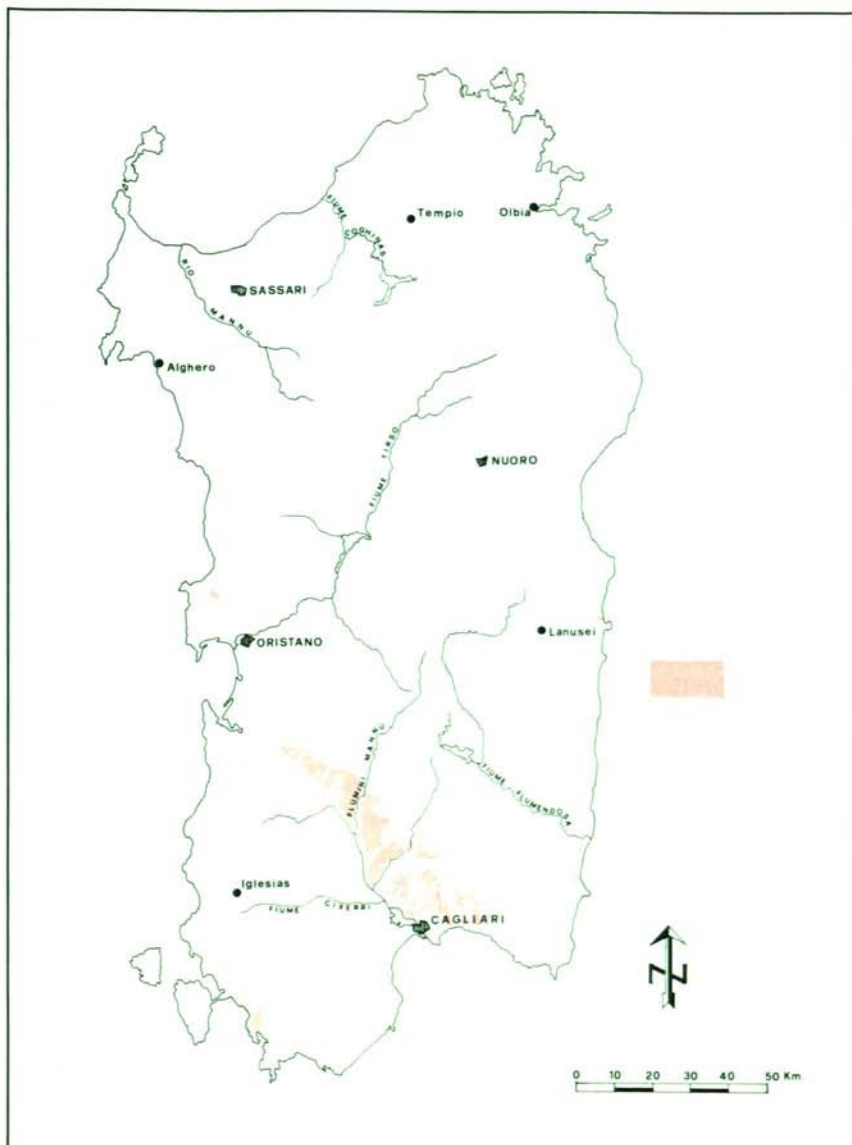 Tempio
Olbia
FIUME COGHINAS
SASSARI
RIO MANNU
Alghero
FIUME TIRSO
NUORO
Lanusei
ORISTANO
FLUMINI MANNU
FIUME FLUMENDOSA
Iglesias
FIUME CIXERRI
CAGLIARI
N
0 10 20 30 40 50 Km.